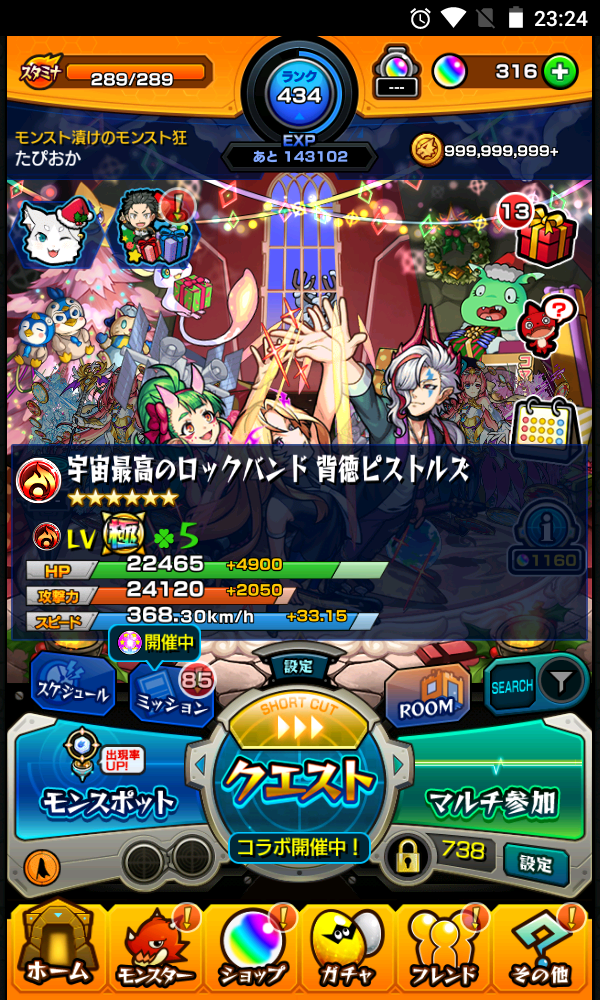 23:24
スタミナ
289/289
ランク
434
EXP
あと 143102
---
316
モンスト漬けのモンスト狂
たぴおか
999,999,999+
13
?
宇宙最高のロックバンド 背徳ピストルズ
★★★★★★
LV 極 5
HP 22465 +4900
攻撃力 24120 +2050
スピード 368.30km/h +33.15
1160
開催中
スケジュール
ミッション
85
設定
ROOM
SEARCH
SHORT CUT
クエスト
コラボ開催中！
出現率
UP!
モンスポット
マルチ参加
738
設定
ホーム
モンスター
ショップ
ガチャ
フレンド
その他